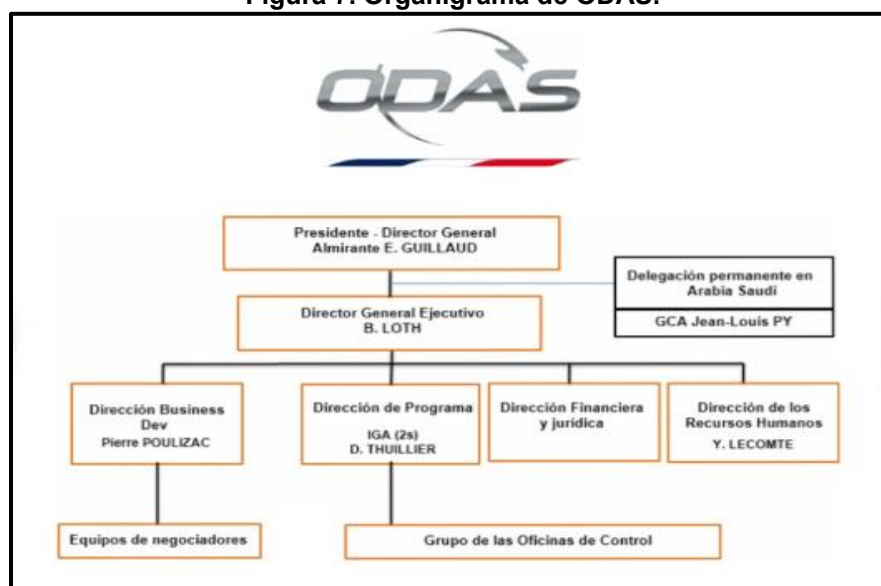 Figura 7. Organigrama de ODAS.
ODAS
Presidente - Director General
Almirante E. GUILLAUD
Delegación permanente en
Arabia Saudí
GCA Jean-Louis PY
Director General Ejecutivo
B. LOTH
Dirección Business
Dev
Pierre POULIZAC
Dirección de Programa
IGA (2s)
D. THUILLIER
Dirección Financiera
y jurídica
Dirección de los
Recursos Humanos
Y. LECOMTE
Equipos de negociadores
Grupo de las Oficinas de Control